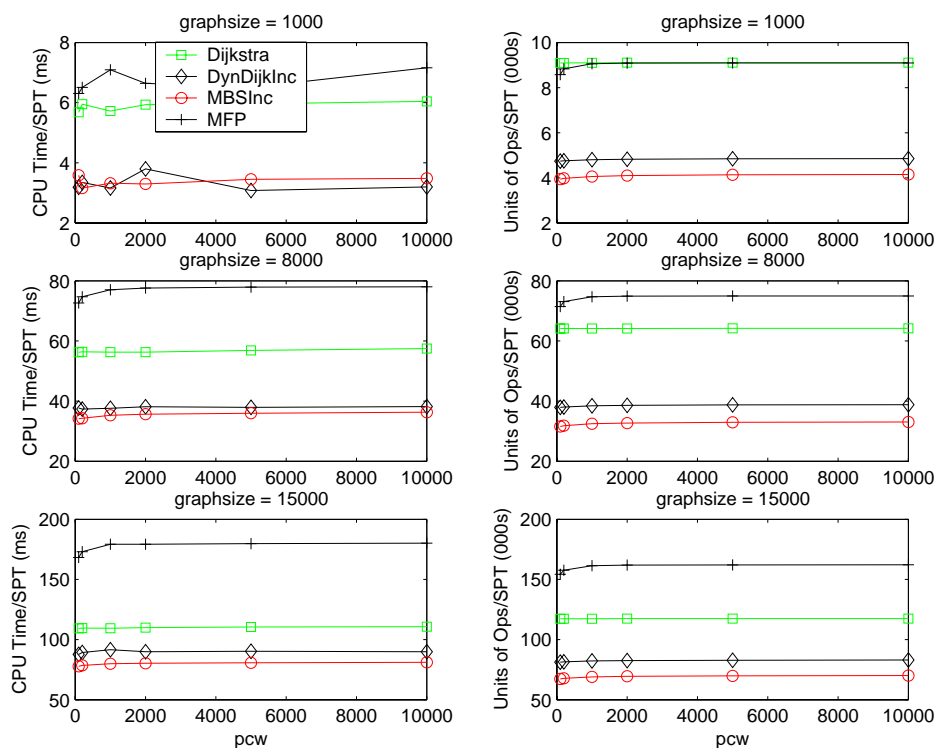 graphsize = 1000
8
6
4
2
CPU Time/SPT (ms)
0 2000 4000 6000 8000 10000
Dijkstra
DynDijkInc
MBSInc
MFP
graphsize = 1000
10
8
6
4
2
Units of Ops/SPT (000s)
0 2000 4000 6000 8000 10000
graphsize = 8000
80
60
40
20
CPU Time/SPT (ms)
0 2000 4000 6000 8000 10000
graphsize = 8000
80
60
40
20
Units of Ops/SPT (000s)
0 2000 4000 6000 8000 10000
graphsize = 15000
200
150
100
50
CPU Time/SPT (ms)
0 2000 4000 6000 8000 10000
pcw
graphsize = 15000
200
150
100
50
Units of Ops/SPT (000s)
0 2000 4000 6000 8000 10000
pcw